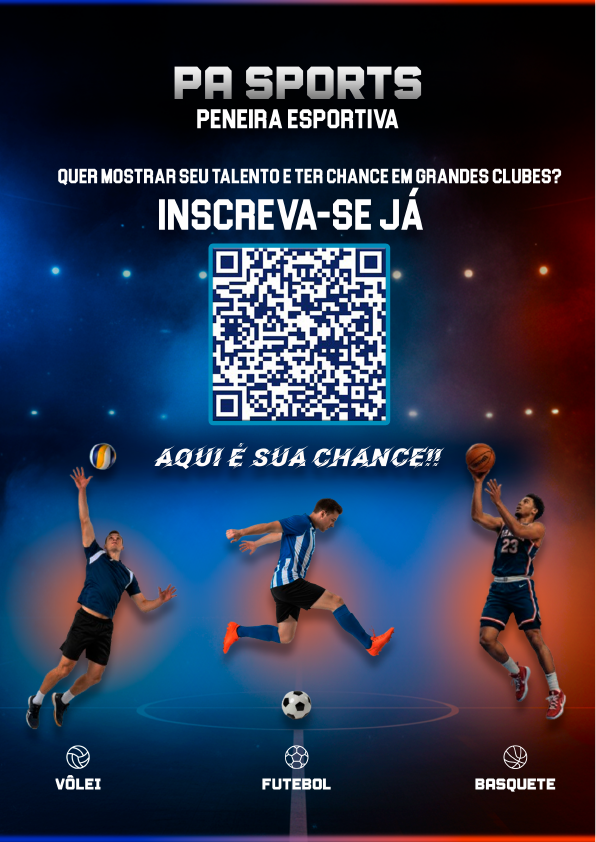 PA SPORTS
PENEIRA ESPORTIVA
QUER MOSTRAR SEU TALENTO E TER CHANCE EM GRANDES CLUBES?
INSCREVA-SE JÁ
AQUI É SUA CHANCE!!
23
VÔLEI
FUTEBOL
BASQUETE